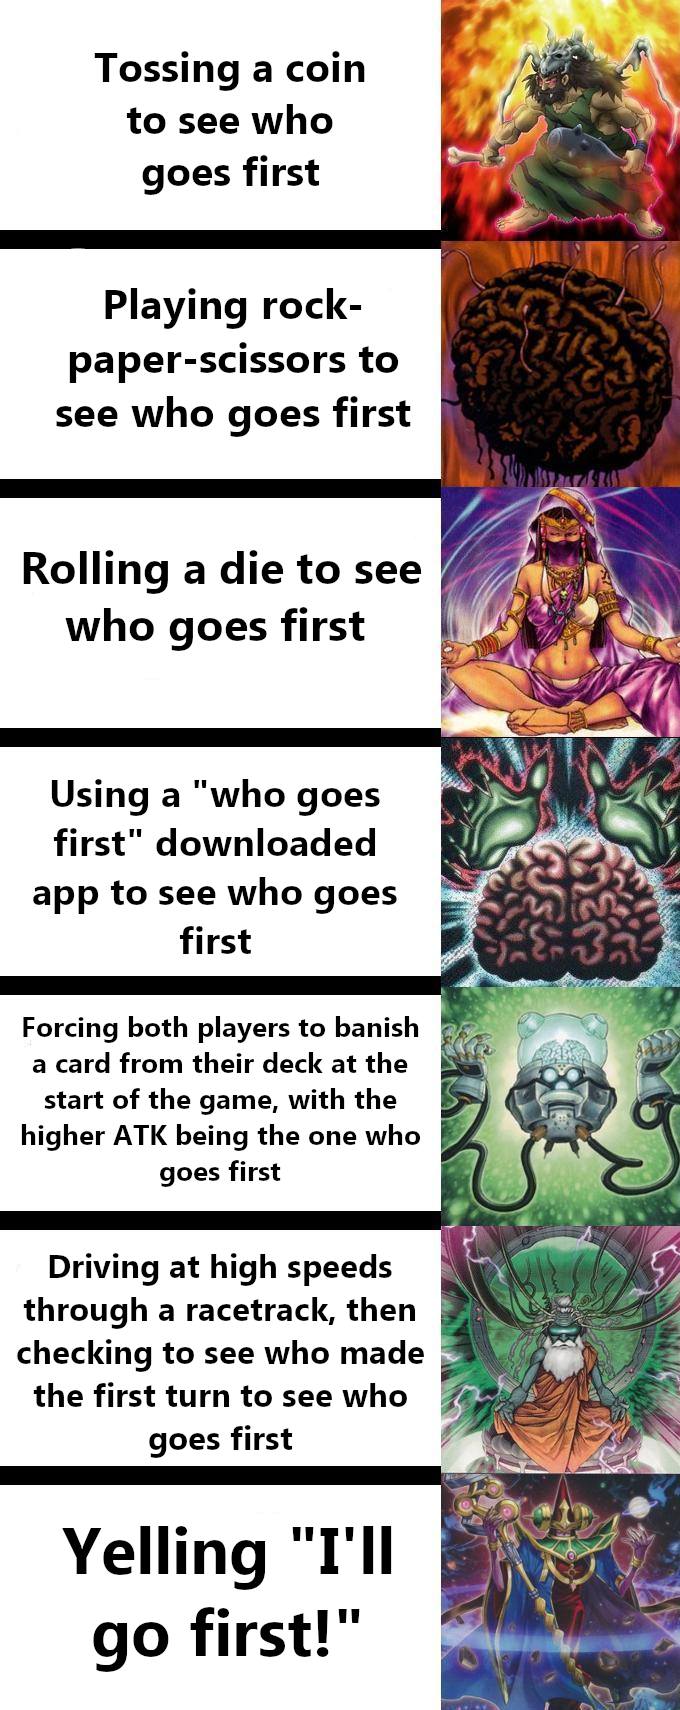 Tossing a coin
to see who
goes first
Playing rock-
paper-scissors to
see who goes first
Rolling a die to see
who goes first
Using a "who goes
first" downloaded
app to see who goes
first
Forcing both players to banish
a card from their deck at the
start of the game, with the
higher ATK being the one who
goes first
Driving at high speeds
through a racetrack, then
checking to see who made
the first turn to see who
goes first
Yelling "I'll
go first!"